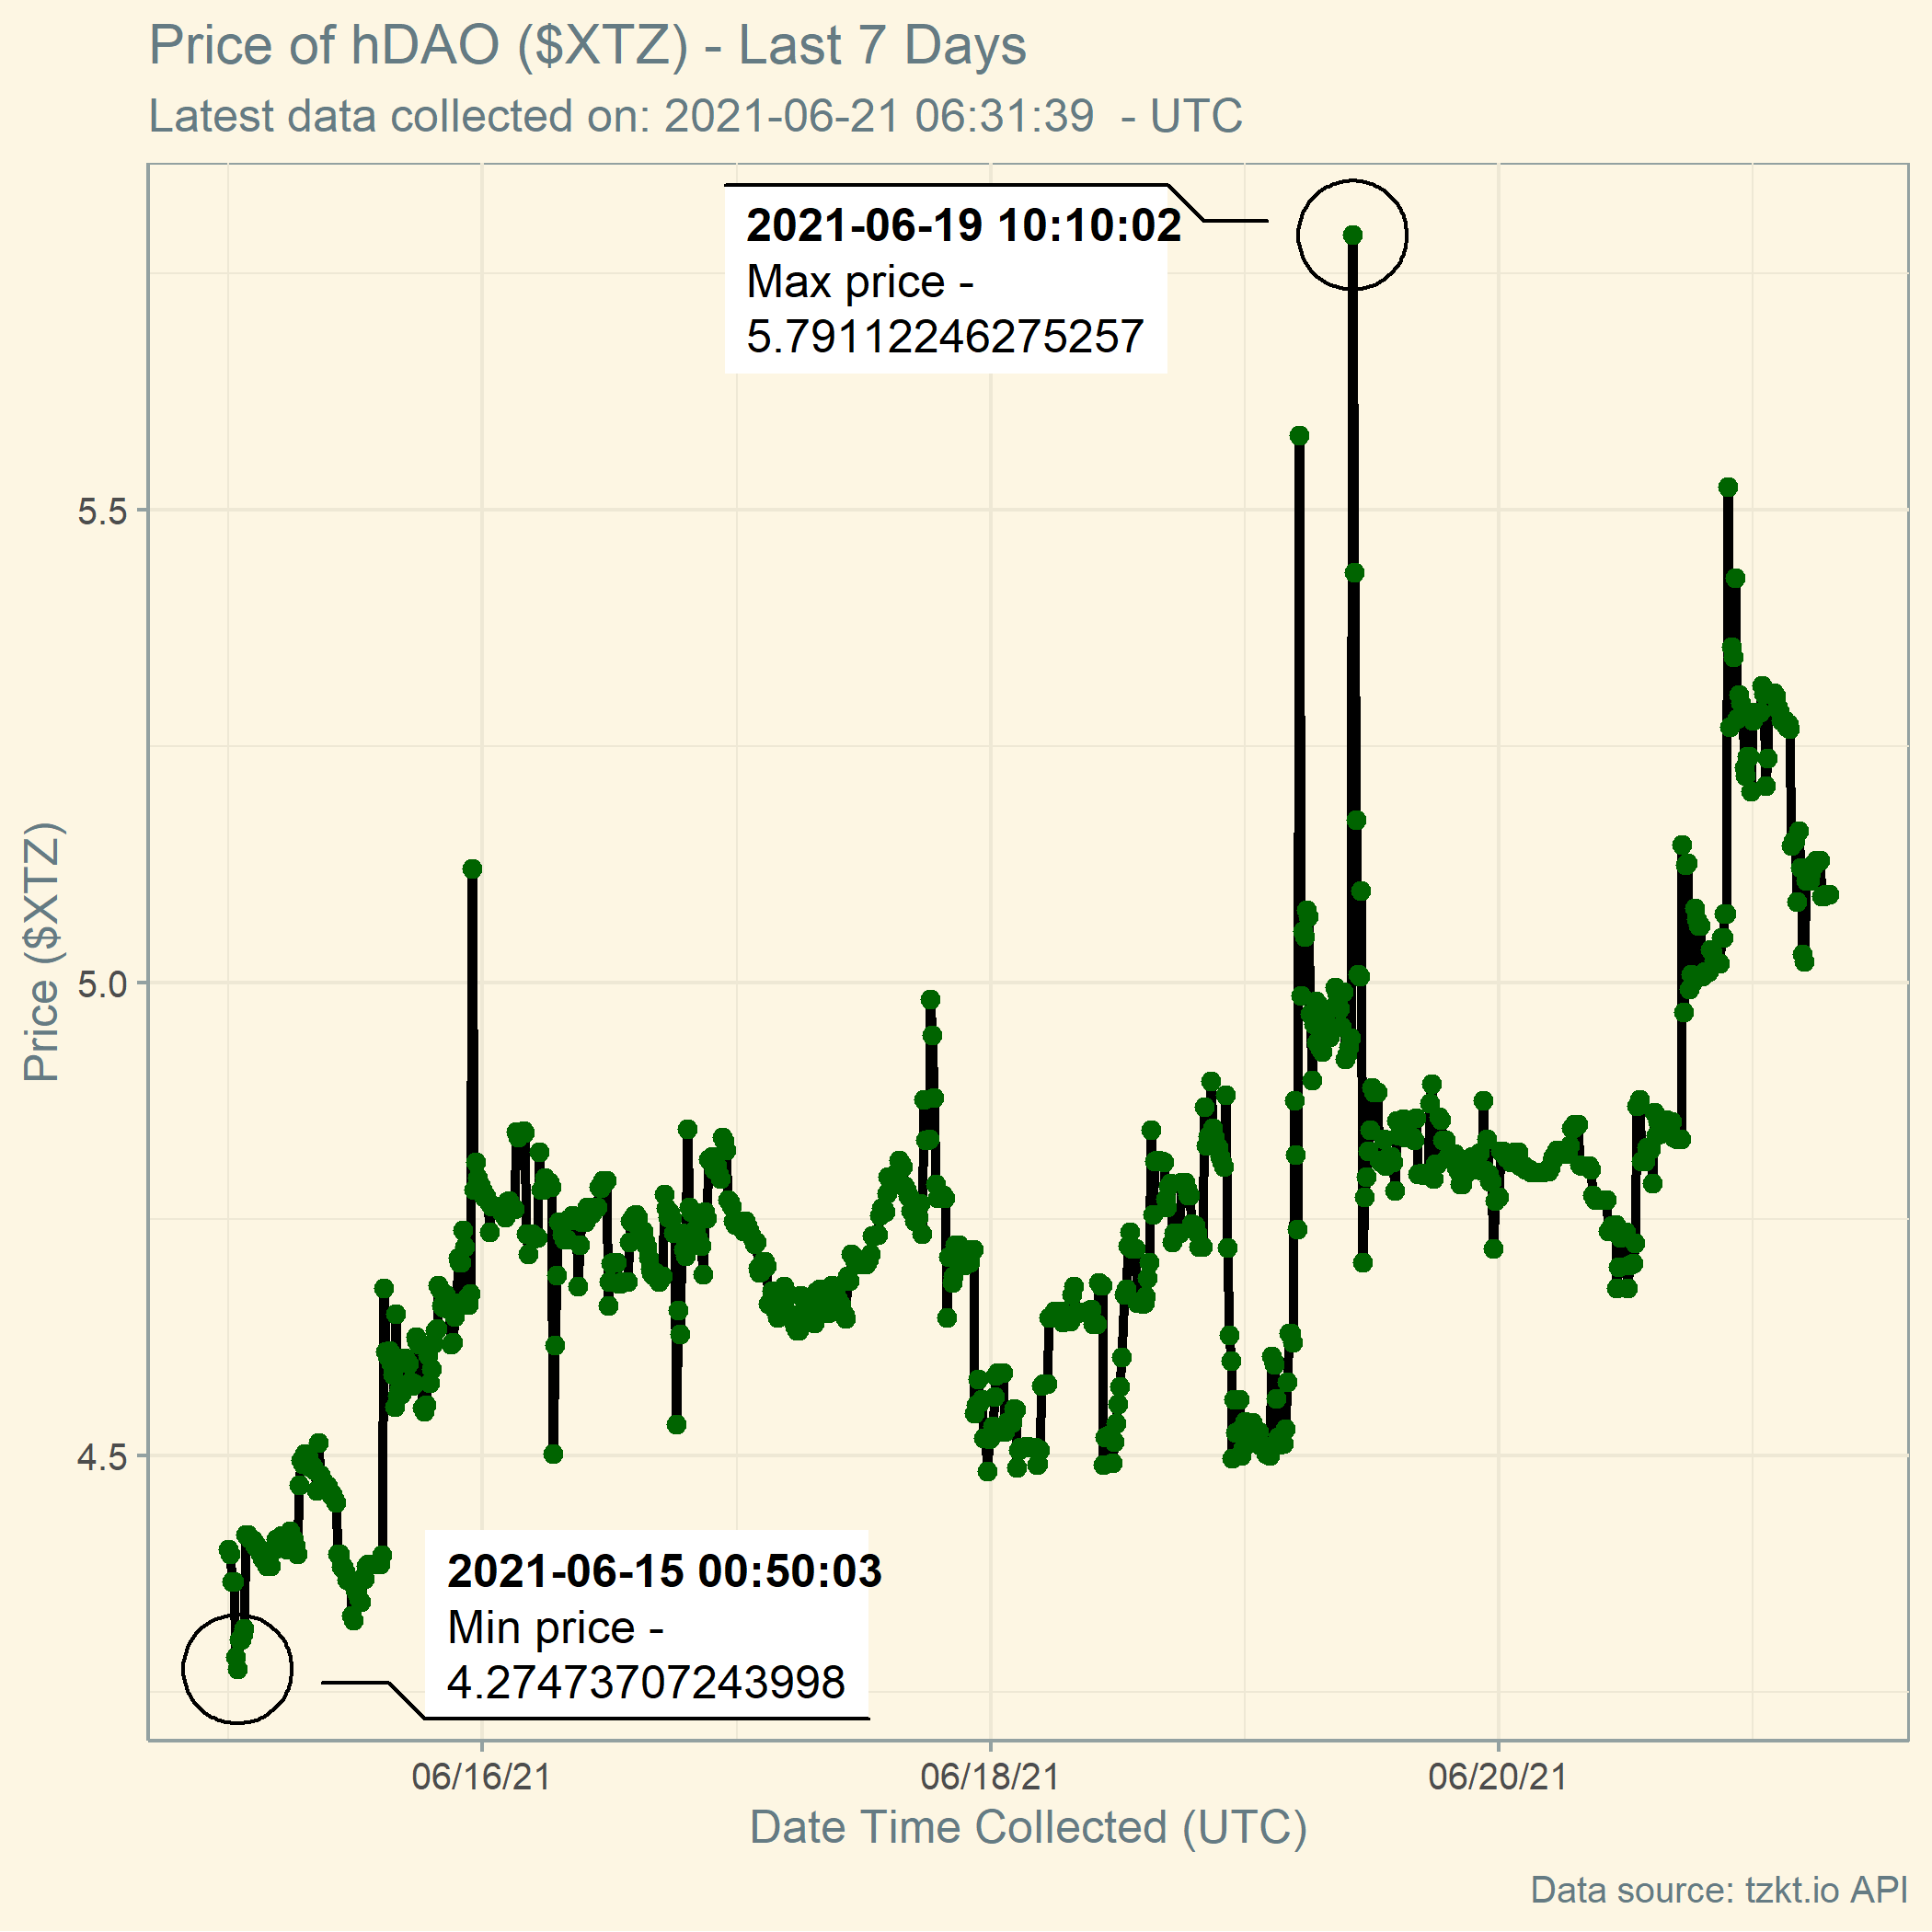 Price of hDAO ($XTZ) - Last 7 Days
Latest data collected on: 2021-06-21 06:31:39  - UTC
2021-06-19 10:10:02
Max price -
5.79112246275257
5.5
5.0
4.5
Price ($XTZ)
2021-06-15 00:50:03
Min price -
4.27473707243998
06/16/21
06/18/21
06/20/21
Date Time Collected (UTC)
Data source: tzkt.io API